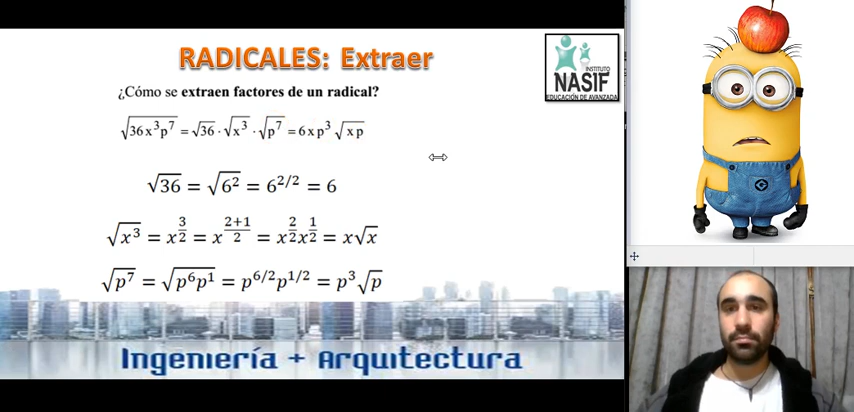 RADICALES: Extraer
INSTITUTO
NASIF
EDUCACIÓN DE AVANZADA
¿Cómo se extraen factores de un radical?
√36x³p⁷ = √36 · √x³ · √p⁷ = 6xp³ √xp
√36 = √6² = 6^2/2 = 6
√x³ = x^3/2 = x^2+1/2 = x^2/2 x^1/2 = x√x
√p⁷ = √p⁶p¹ = p^6/2 p^1/2 = p³√p
Ingeniería + Arquitectura